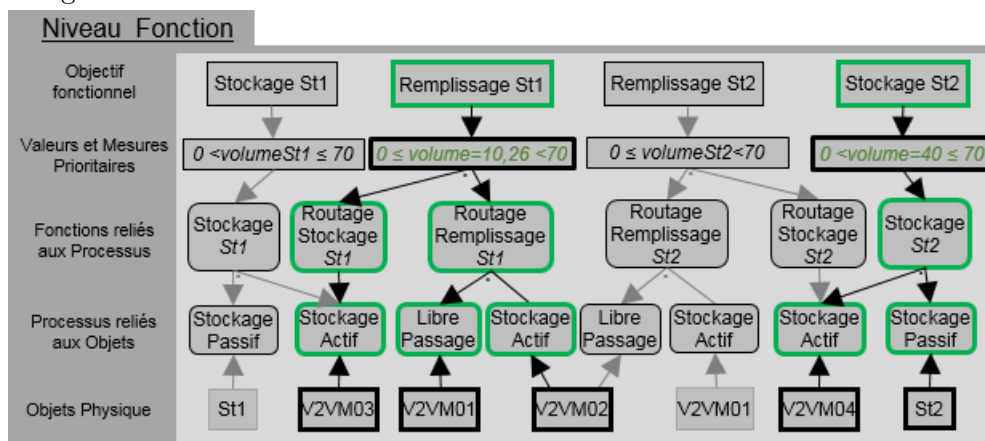 Niveau Fonction
Objectif
fonctionnel
Stockage St1
Remplissage St1
Remplissage St2
Stockage St2
Valeurs et Mesures
Prioritaires
0 <volumeSt1 ≤ 70
0 ≤ volume=10,26 <70
0 ≤ volumeSt2<70
0 <volume=40 ≤ 70
Fonctions reliés
aux Processus
Stockage
St1
Routage
Stockage
St1
Routage
Remplissage
St1
Routage
Remplissage
St2
Routage
Stockage
St2
Stockage
St2
Processus reliés
aux Objets
Stockage
Passif
Stockage
Actif
Libre
Passage
Stockage
Actif
Libre
Passage
Stockage
Actif
Stockage
Actif
Stockage
Passif
Objets Physique
St1
V2VM03
V2VM01
V2VM02
V2VM01
V2VM04
St2